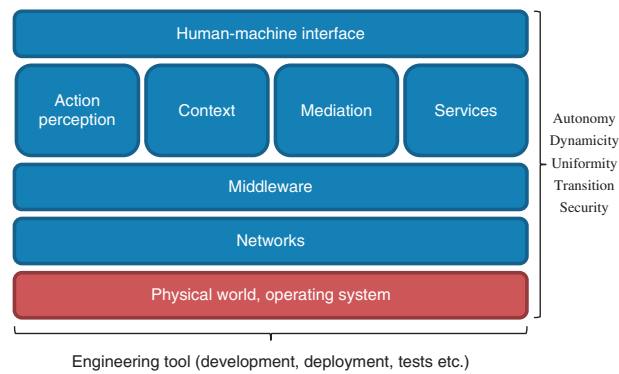 Human-machine interface
Action
perception
Context
Mediation
Services
Autonomy
Dynamicity
Uniformity
Transition
Security
Middleware
Networks
Physical world, operating system
Engineering tool (development, deployment, tests etc.)